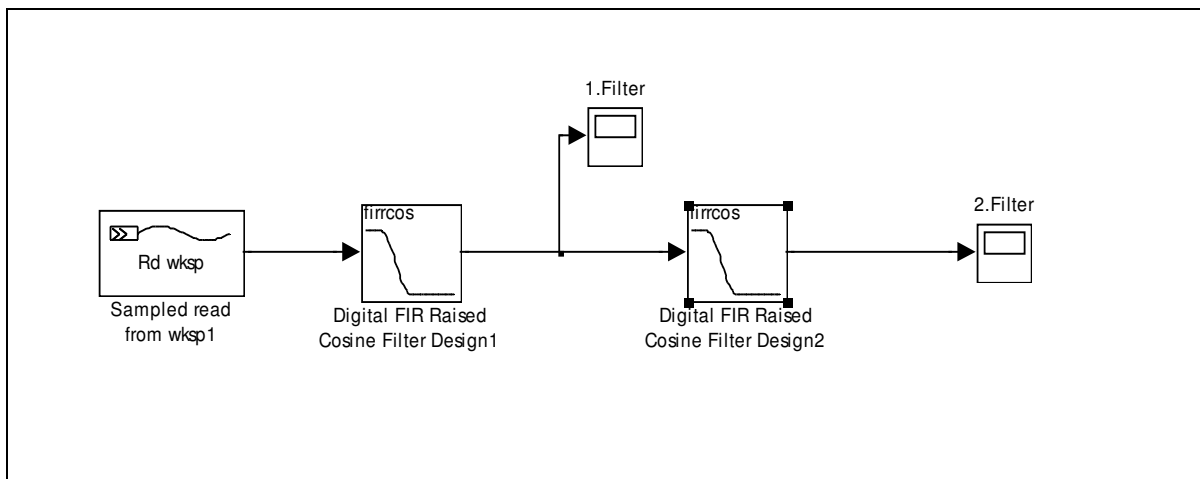 1.Filter
firrcos
firrcos
2.Filter
Rd wksp
Sampled read
from wksp1
Digital FIR Raised
Cosine Filter Design1
Digital FIR Raised
Cosine Filter Design2